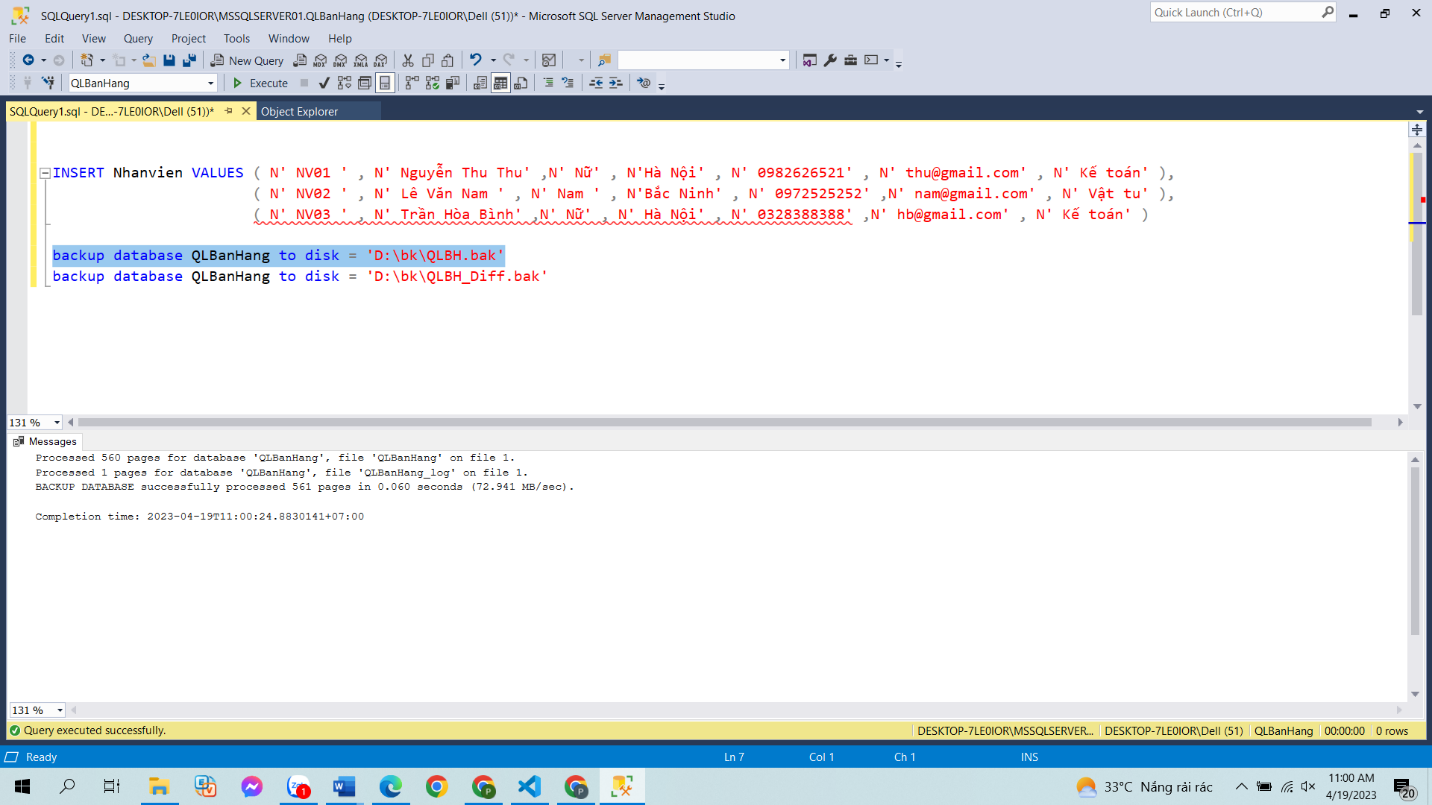 SQLQuery1.sql - DESKTOP-7LE0IOR\MSSQLSERVER01.QLBanHang (DESKTOP-7LE0IOR\Dell (51))* - Microsoft SQL Server Management Studio
Quick Launch (Ctrl+Q)
File Edit View Query Project Tools Window Help
New Query MDX DMX XMLA DAX
QLBanHang Execute
SQLQuery1.sql - DE...-7LE0IOR\Dell (51))* Object Explorer
INSERT Nhanvien VALUES ( N' NV01 ' , N' Nguyễn Thu Thu' ,N' Nữ' , N'Hà Nội' , N' 0982626521' , N' thu@gmail.com' , N' Kế toán' ),
( N' NV02 ' , N' Lê Văn Nam ' , N' Nam ' , N'Bắc Ninh' , N' 0972525252' ,N' nam@gmail.com' , N' Vật tu' ),
( N' NV03 ' , N' Trần Hòa Bình' ,N' Nữ' , N' Hà Nội' , N' 0328388388' ,N' hb@gmail.com' , N' Kế toán' )
backup database QLBanHang to disk = 'D:\bk\QLBH.bak'
backup database QLBanHang to disk = 'D:\bk\QLBH_Diff.bak'
131 %
Messages
Processed 560 pages for database 'QLBanHang', file 'QLBanHang' on file 1.
Processed 1 pages for database 'QLBanHang', file 'QLBanHang_log' on file 1.
BACKUP DATABASE successfully processed 561 pages in 0.060 seconds (72.941 MB/sec).
Completion time: 2023-04-19T11:00:24.8830141+07:00
131 %
Query executed successfully. DESKTOP-7LE0IOR\MSSQLSERVER... DESKTOP-7LE0IOR\Dell (51) QLBanHang 00:00:00 0 rows
Ready Ln 7 Col 1 Ch 1 INS
33°C Nắng rải rác 11:00 AM
4/19/2023 20